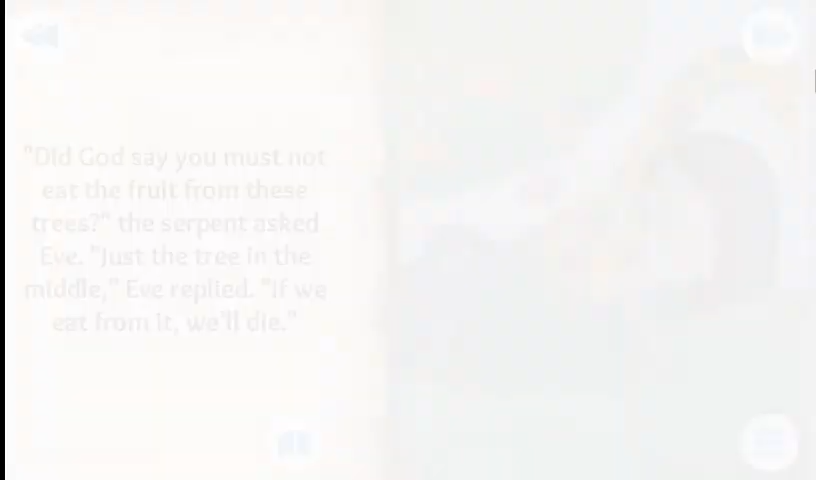 "Did God say you must not
eat the fruit from these
trees?" the serpent asked
Eve. "Just the tree in the
middle," Eve replied. "If we
eat from it, we'll die."